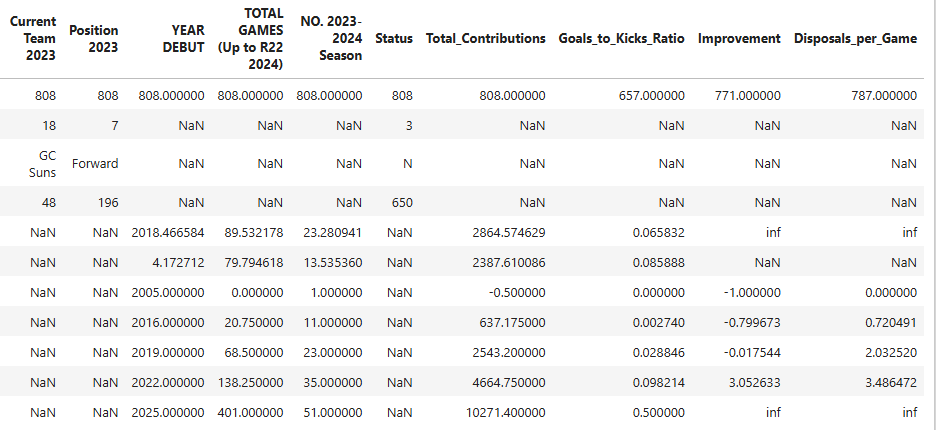 Current Team 2023 Position 2023 YEAR DEBUT TOTAL GAMES (Up to R22 2024) NO. 2023-2024 Season Status Total_Contributions Goals_to_Kicks_Ratio Improvement Disposals_per_Game
808 808 808.000000 808.000000 808.000000 808 808.000000 657.000000 771.000000 787.000000
18 7 NaN NaN NaN 3 NaN NaN NaN NaN
GC Suns Forward NaN NaN NaN N NaN NaN NaN NaN
48 196 NaN NaN NaN 650 NaN NaN NaN NaN
NaN NaN 2018.466584 89.532178 23.280941 NaN 2864.574629 0.065832 inf inf
NaN NaN 4.172712 79.794618 13.535360 NaN 2387.610086 0.085888 NaN NaN
NaN NaN 2005.000000 0.000000 1.000000 NaN -0.500000 0.000000 -1.000000 0.000000
NaN NaN 2016.000000 20.750000 11.000000 NaN 637.175000 0.002740 -0.799673 0.720491
NaN NaN 2019.000000 68.500000 23.000000 NaN 2543.200000 0.028846 -0.017544 2.032520
NaN NaN 2022.000000 138.250000 35.000000 NaN 4664.750000 0.098214 3.052633 3.486472
NaN NaN 2025.000000 401.000000 51.000000 NaN 10271.400000 0.500000 inf inf